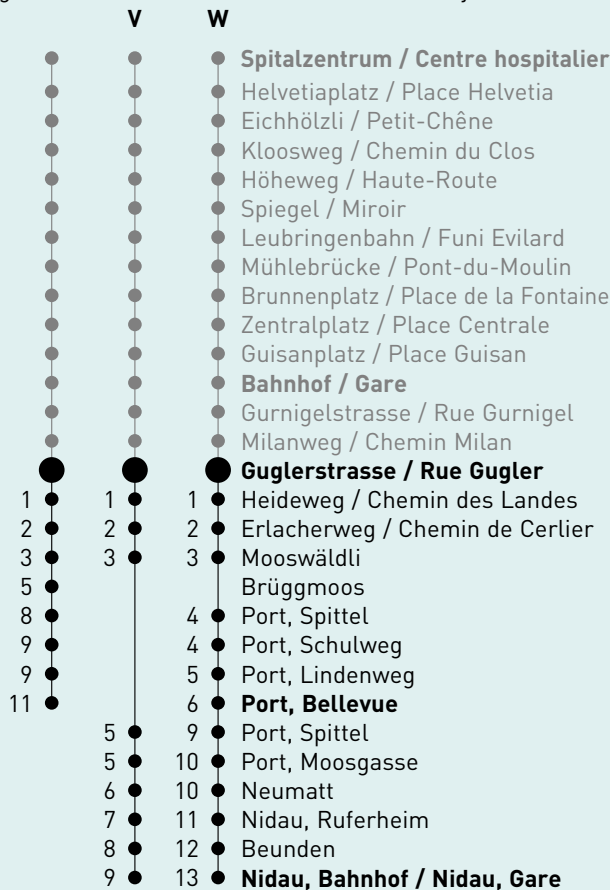 V W
Spitalzentrum / Centre hospitalier
Helvetiaplatz / Place Helvetia
Eichhölzli / Petit-Chêne
Kloosweg / Chemin du Clos
Höheweg / Haute-Route
Spiegel / Miroir
Leubringenbahn / Funi Evilard
Mühlebrücke / Pont-du-Moulin
Brunnenplatz / Place de la Fontaine
Zentralplatz / Place Centrale
Guisanplatz / Place Guisan
Bahnhof / Gare
Gurnigelstrasse / Rue Gurnigel
Milanweg / Chemin Milan
Guglerstrasse / Rue Gugler
1 1 1 Heideweg / Chemin des Landes
2 2 2 Erlacherweg / Chemin de Cerlier
3 3 3 Mooswäldli
5 Brüggmoos
8 4 Port, Spittel
9 4 Port, Schulweg
9 5 Port, Lindenweg
11 6 Port, Bellevue
5 9 Port, Spittel
5 10 Port, Moosgasse
6 10 Neumatt
7 11 Nidau, Ruferheim
8 12 Beunden
9 13 Nidau, Bahnhof / Nidau, Gare